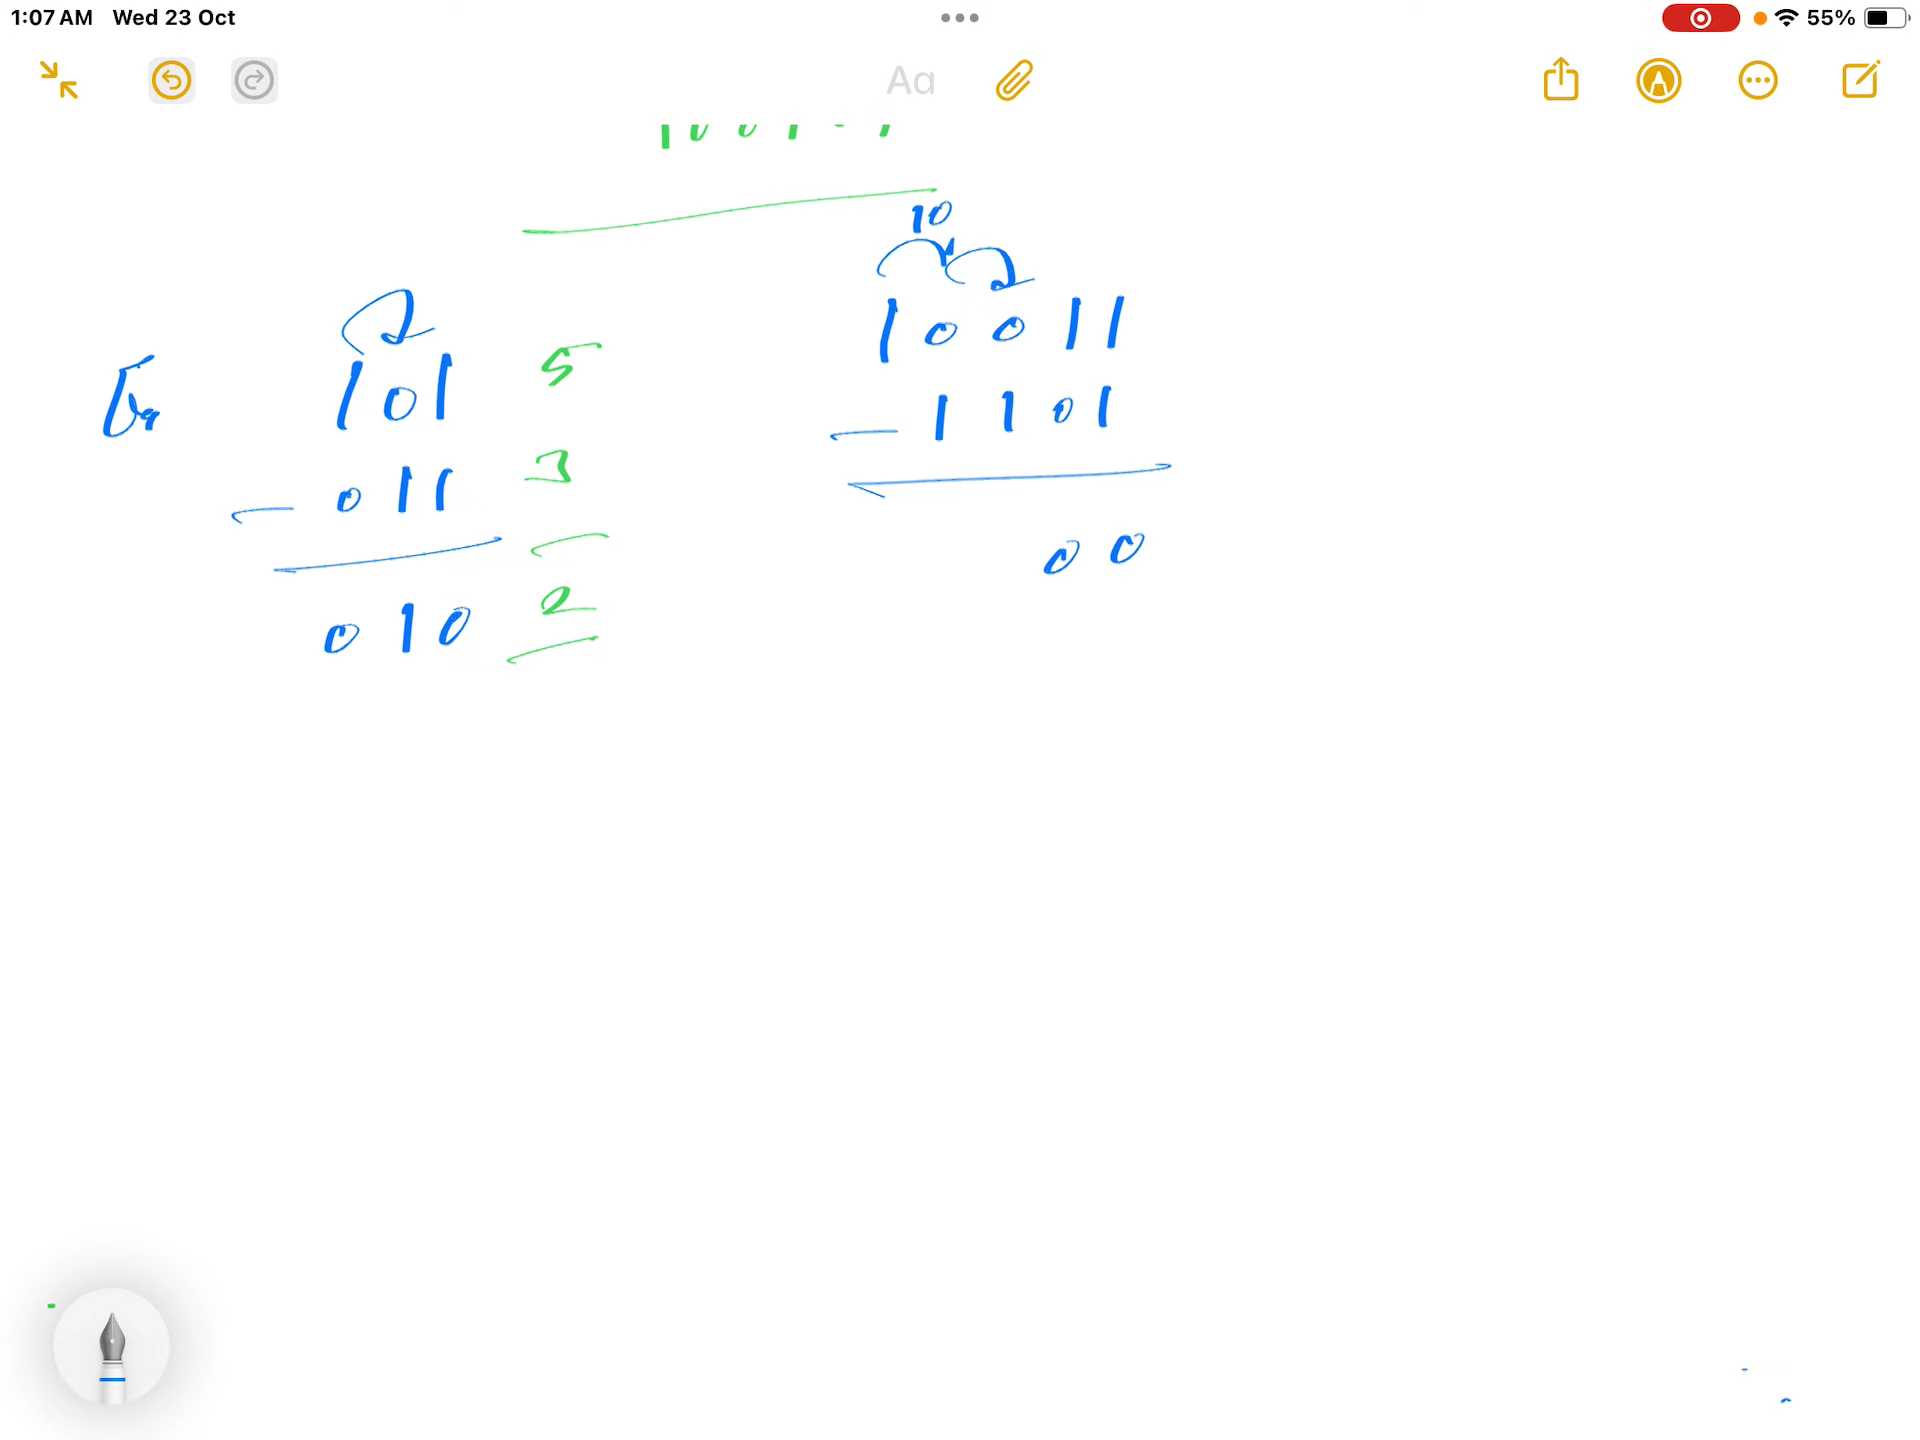 1:07 AM Wed 23 Oct
55%
Aa
10
2
1 0 1 5
- 0 1 1 3
0 1 0 2
1 0 0 1 1
- 1 1 0 1
0 0